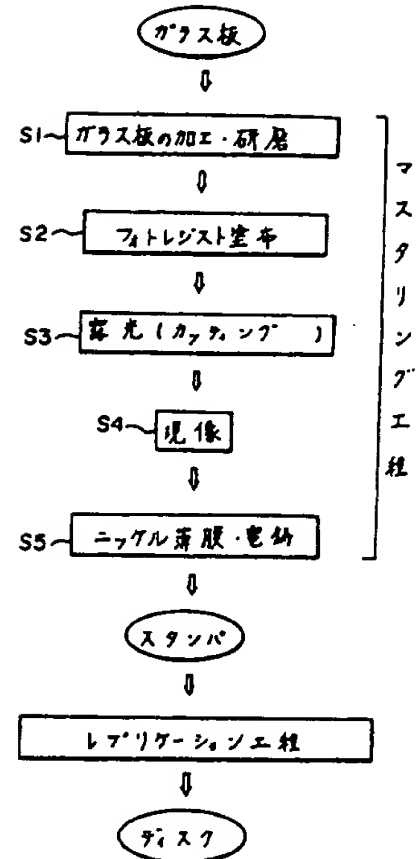 ガラス板
S1 ガラス板の加工・研磨
S2 フォトレジスト塗布
S3 露光(カッティング)
S4 現像
S5 ニッケル薄膜・電鋳
マスタリング工程
スタンパ
レプリケーション工程
ディスク